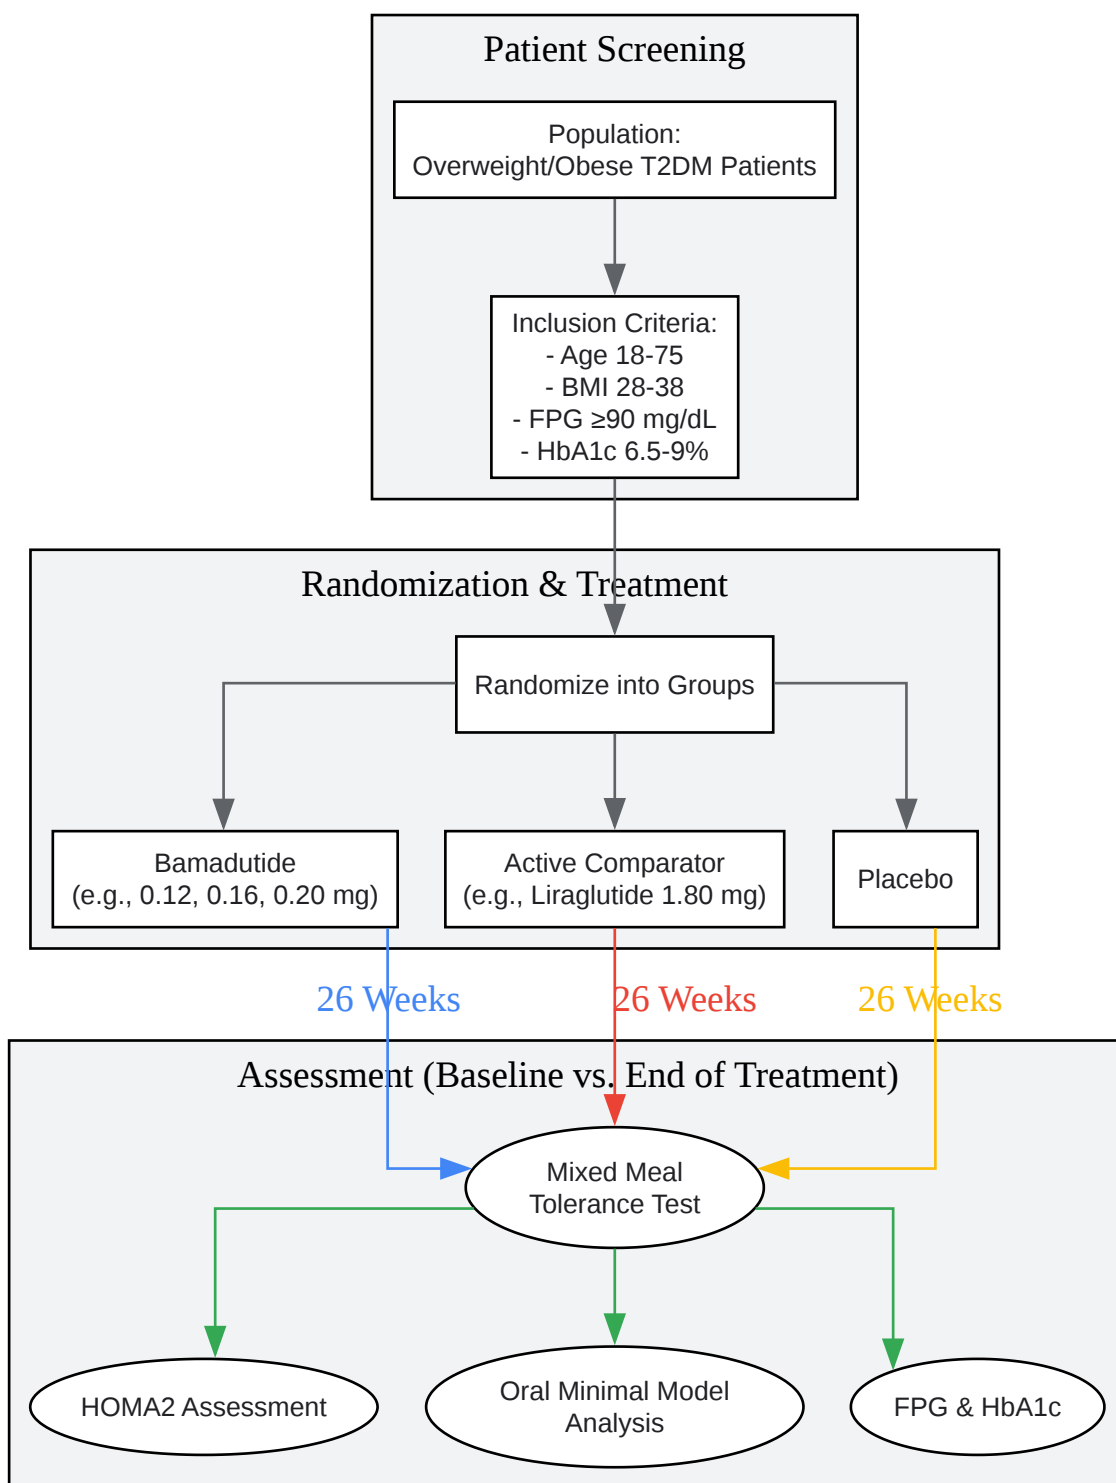 Patient Screening
Population:
Overweight/Obese T2DM Patients
Inclusion Criteria:
- Age 18-75
- BMI 28-38
- FPG ≥90 mg/dL
- HbA1c 6.5-9%
Randomization & Treatment
Randomize into Groups
Bamadutide
(e.g., 0.12, 0.16, 0.20 mg)
Active Comparator
(e.g., Liraglutide 1.80 mg)
Placebo
26 Weeks
26 Weeks
26 Weeks
Assessment (Baseline vs. End of Treatment)
Mixed Meal
Tolerance Test
HOMA2 Assessment
Oral Minimal Model
Analysis
FPG & HbA1c